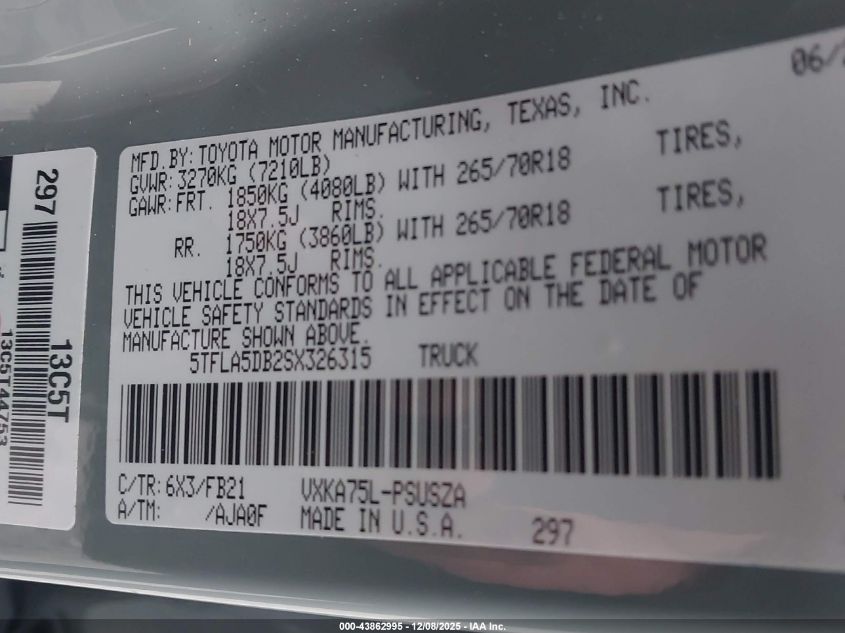 06/2
MFD.BY: TOYOTA MOTOR MANUFACTURING, TEXAS, INC.
GVWR: 3270KG (7210LB)
GAWR: FRT. 1850KG (4080LB) WITH 265/70R18 TIRES,
18X7.5J RIMS.
RR. 1750KG (3860LB) WITH 265/70R18 TIRES,
18X7.5J RIMS.
THIS VEHICLE CONFORMS TO ALL APPLICABLE FEDERAL MOTOR
VEHICLE SAFETY STANDARDS IN EFFECT ON THE DATE OF
MANUFACTURE SHOWN ABOVE.
5TFLA5DB2SX326315 TRUCK
C/TR: 6X3/FB21 VXKA75L-PSUSZA
A/TM: /AJA0F MADE IN U.S.A. 297
297
13C5T
13C5T44753
000-43862995 - 12/08/2025 - IAA Inc.